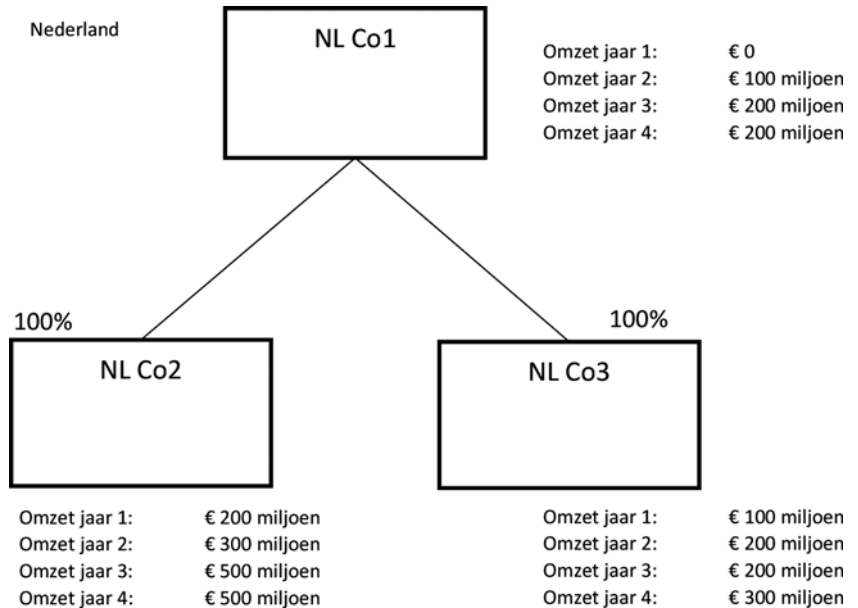 Nederland
NL Co1
Omzet jaar 1: € 0
Omzet jaar 2: € 100 miljoen
Omzet jaar 3: € 200 miljoen
Omzet jaar 4: € 200 miljoen
100%
100%
NL Co2
NL Co3
Omzet jaar 1: € 200 miljoen
Omzet jaar 2: € 300 miljoen
Omzet jaar 3: € 500 miljoen
Omzet jaar 4: € 500 miljoen
Omzet jaar 1: € 100 miljoen
Omzet jaar 2: € 200 miljoen
Omzet jaar 3: € 200 miljoen
Omzet jaar 4: € 300 miljoen